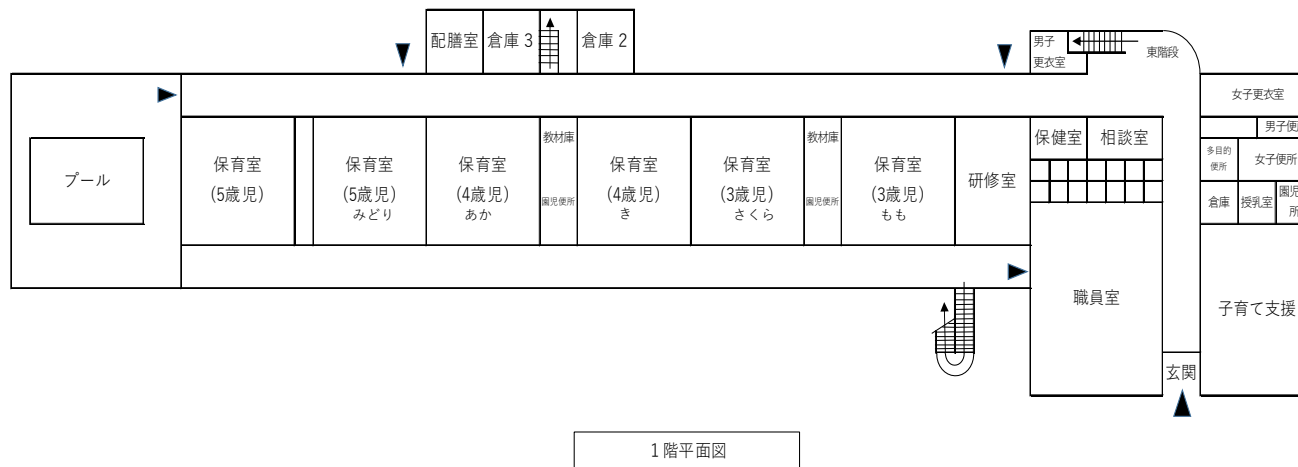 配膳室
倉庫 3
倉庫 2
男子
更衣室
東階段
女子更衣室
プール
保育室
(5歳児)
保育室
(5歳児)
みどり
保育室
(4歳児)
あか
教材庫
園児便所
保育室
(4歳児)
き
保育室
(3歳児)
さくら
教材庫
園児便所
保育室
(3歳児)
もも
研修室
保健室
相談室
男子便
多目的
便所
女子便所
倉庫
授乳室
園児
所
職員室
子育て支援
玄関
1 階平面図